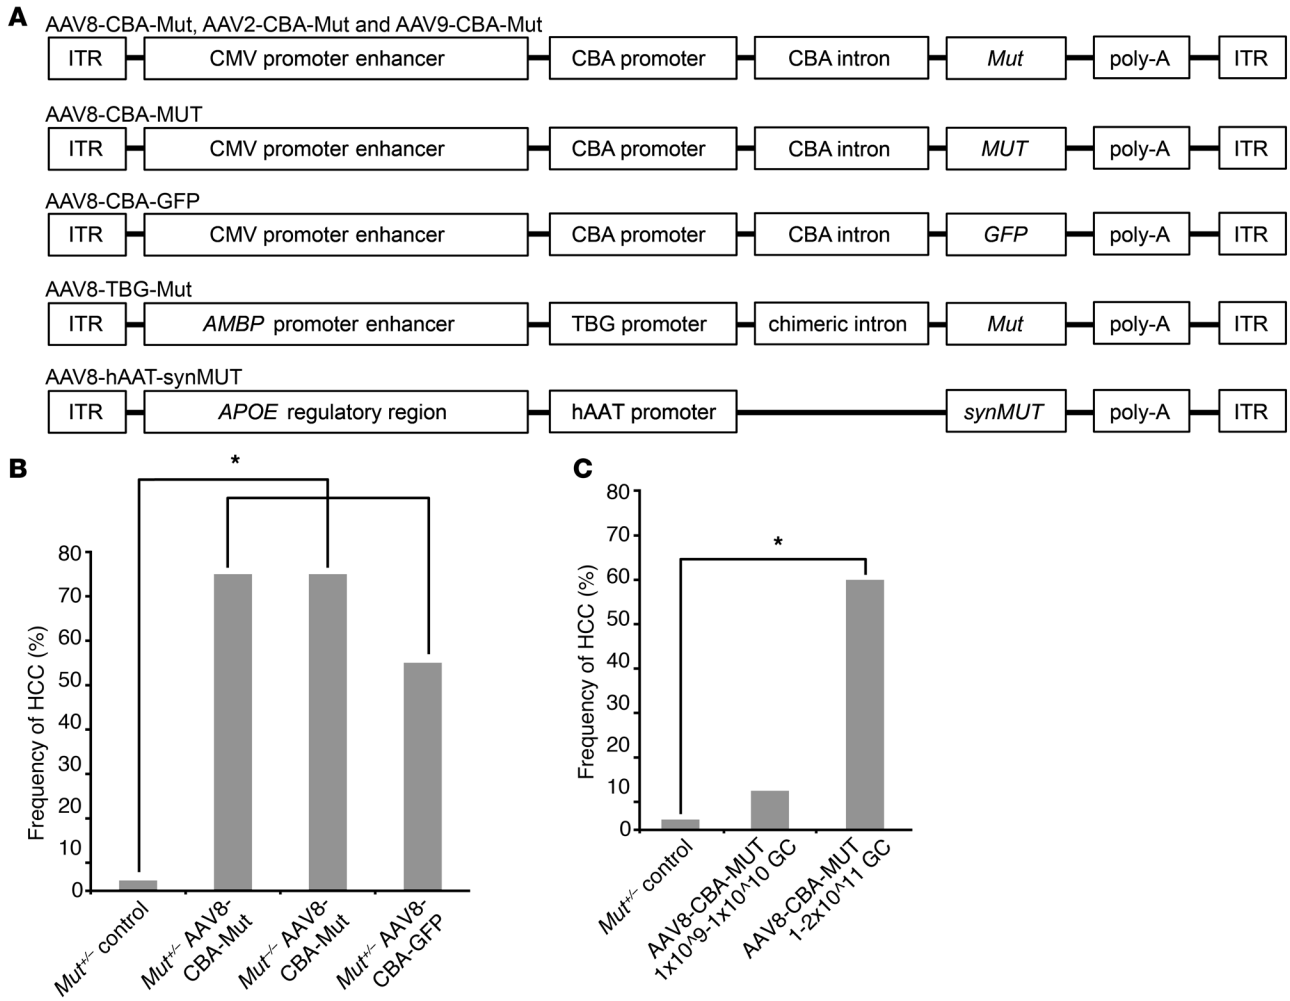 A
AAV8-CBA-Mut, AAV2-CBA-Mut and AAV9-CBA-Mut
ITR CMV promoter enhancer CBA promoter CBA intron Mut poly-A ITR
AAV8-CBA-MUT
ITR CMV promoter enhancer CBA promoter CBA intron MUT poly-A ITR
AAV8-CBA-GFP
ITR CMV promoter enhancer CBA promoter CBA intron GFP poly-A ITR
AAV8-TBG-Mut
ITR AMBP promoter enhancer TBG promoter chimeric intron Mut poly-A ITR
AAV8-hAAT-synMUT
ITR APOE regulatory region hAAT promoter synMUT poly-A ITR
B
*
Frequency of HCC (%)
80
70
60
50
40
30
20
10
0
Mut+/– control
Mut+/– AAV8-
CBA-Mut
Mut–/– AAV8-
CBA-Mut
Mut+/– AAV8-
CBA-GFP
C
*
Frequency of HCC (%)
80
70
60
50
40
30
20
10
0
Mut+/– control
AAV8-CBA-MUT
1x10^9-1x10^10 GC
AAV8-CBA-MUT
1-2x10^11 GC